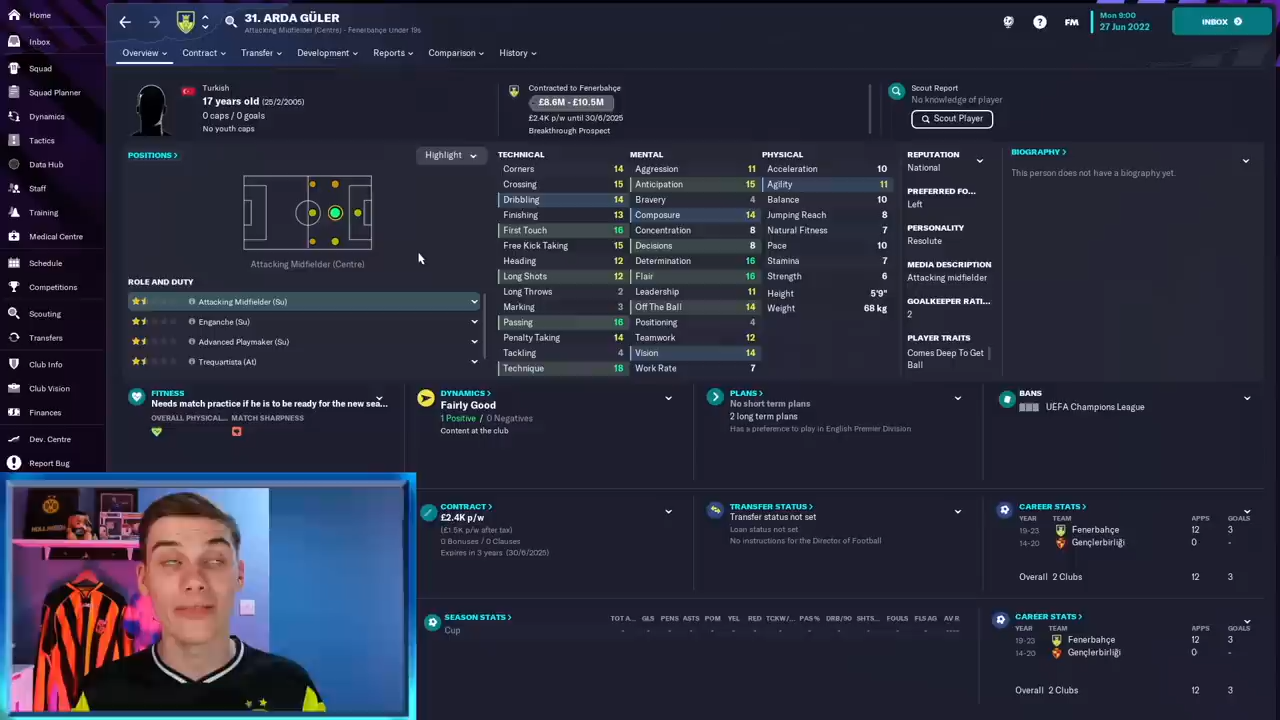 Home
Inbox
Squad
Squad Planner
Dynamics
Tactics
Data Hub
Staff
Training
Medical Centre
Schedule
Competitions
Scouting
Transfers
Club Info
Club Vision
Finances
Dev. Centre
Report Bug
31. ARDA GÜLER
Attacking Midfielder (Centre) - Fenerbahçe Under 19s
FM
Mon 9:00
27 Jun 2022
INBOX
Overview
Contract
Transfer
Development
Reports
Comparison
History
Turkish
17 years old (25/2/2005)
0 caps / 0 goals
No youth caps
Contracted to Fenerbahçe
£8.6M - £10.5M
£2.4K p/w until 30/6/2025
Breakthrough Prospect
Scout Report
No knowledge of player
Scout Player
POSITIONS
Highlight
Attacking Midfielder (Centre)
ROLE AND DUTY
Attacking Midfielder (Su)
Enganche (Su)
Advanced Playmaker (Su)
Trequartista (At)
TECHNICAL
Corners 14
Crossing 15
Dribbling 14
Finishing 13
First Touch 16
Free Kick Taking 15
Heading 12
Long Shots 12
Long Throws 2
Marking 3
Passing 16
Penalty Taking 14
Tackling 4
Technique 18
MENTAL
Aggression 11
Anticipation 15
Bravery 4
Composure 14
Concentration 8
Decisions 8
Determination 16
Flair 16
Leadership 11
Off The Ball 14
Positioning 4
Teamwork 12
Vision 14
Work Rate 7
PHYSICAL
Acceleration 10
Agility 11
Balance 10
Jumping Reach 8
Natural Fitness 7
Pace 10
Stamina 7
Strength 6
Height 5'9"
Weight 68 kg
REPUTATION
National
PREFERRED FO...
Left
PERSONALITY
Resolute
MEDIA DESCRIPTION
Attacking midfielder
GOALKEEPER RATI...
2
PLAYER TRAITS
Comes Deep To Get
Ball
BIOGRAPHY
This person does not have a biography yet.
FITNESS
Needs match practice if he is to be ready for the new sea...
OVERALL PHYSICAL... MATCH SHARPNESS
DYNAMICS
Fairly Good
1 Positive / 0 Negatives
Content at the club
PLANS
No short term plans
2 long term plans
Has a preference to play in English Premier Division
BANS
UEFA Champions League
CONTRACT
£2.4K p/w
(£1.5K p/w after tax)
0 Bonuses / 0 Clauses
Expires in 3 years (30/6/2025)
TRANSFER STATUS
Transfer status not set
Loan status not set
No instructions for the Director of Football
CAREER STATS
YEAR TEAM APPS GOALS
19-23 Fenerbahçe 12 3
14-20 Gençlerbirliği 0 -
Overall 2 Clubs 12 3
SEASON STATS
TOT A... GLS PENS ASTS POM YEL RED TCKW/... PAS % DRB/90 SHTS... FOULS FLS AG AV R
Cup - - - - - - - - - - - - - ----
CAREER STATS
YEAR TEAM APPS GOALS
19-23 Fenerbahçe 12 3
14-20 Gençlerbirliği 0 -
Overall 2 Clubs 12 3